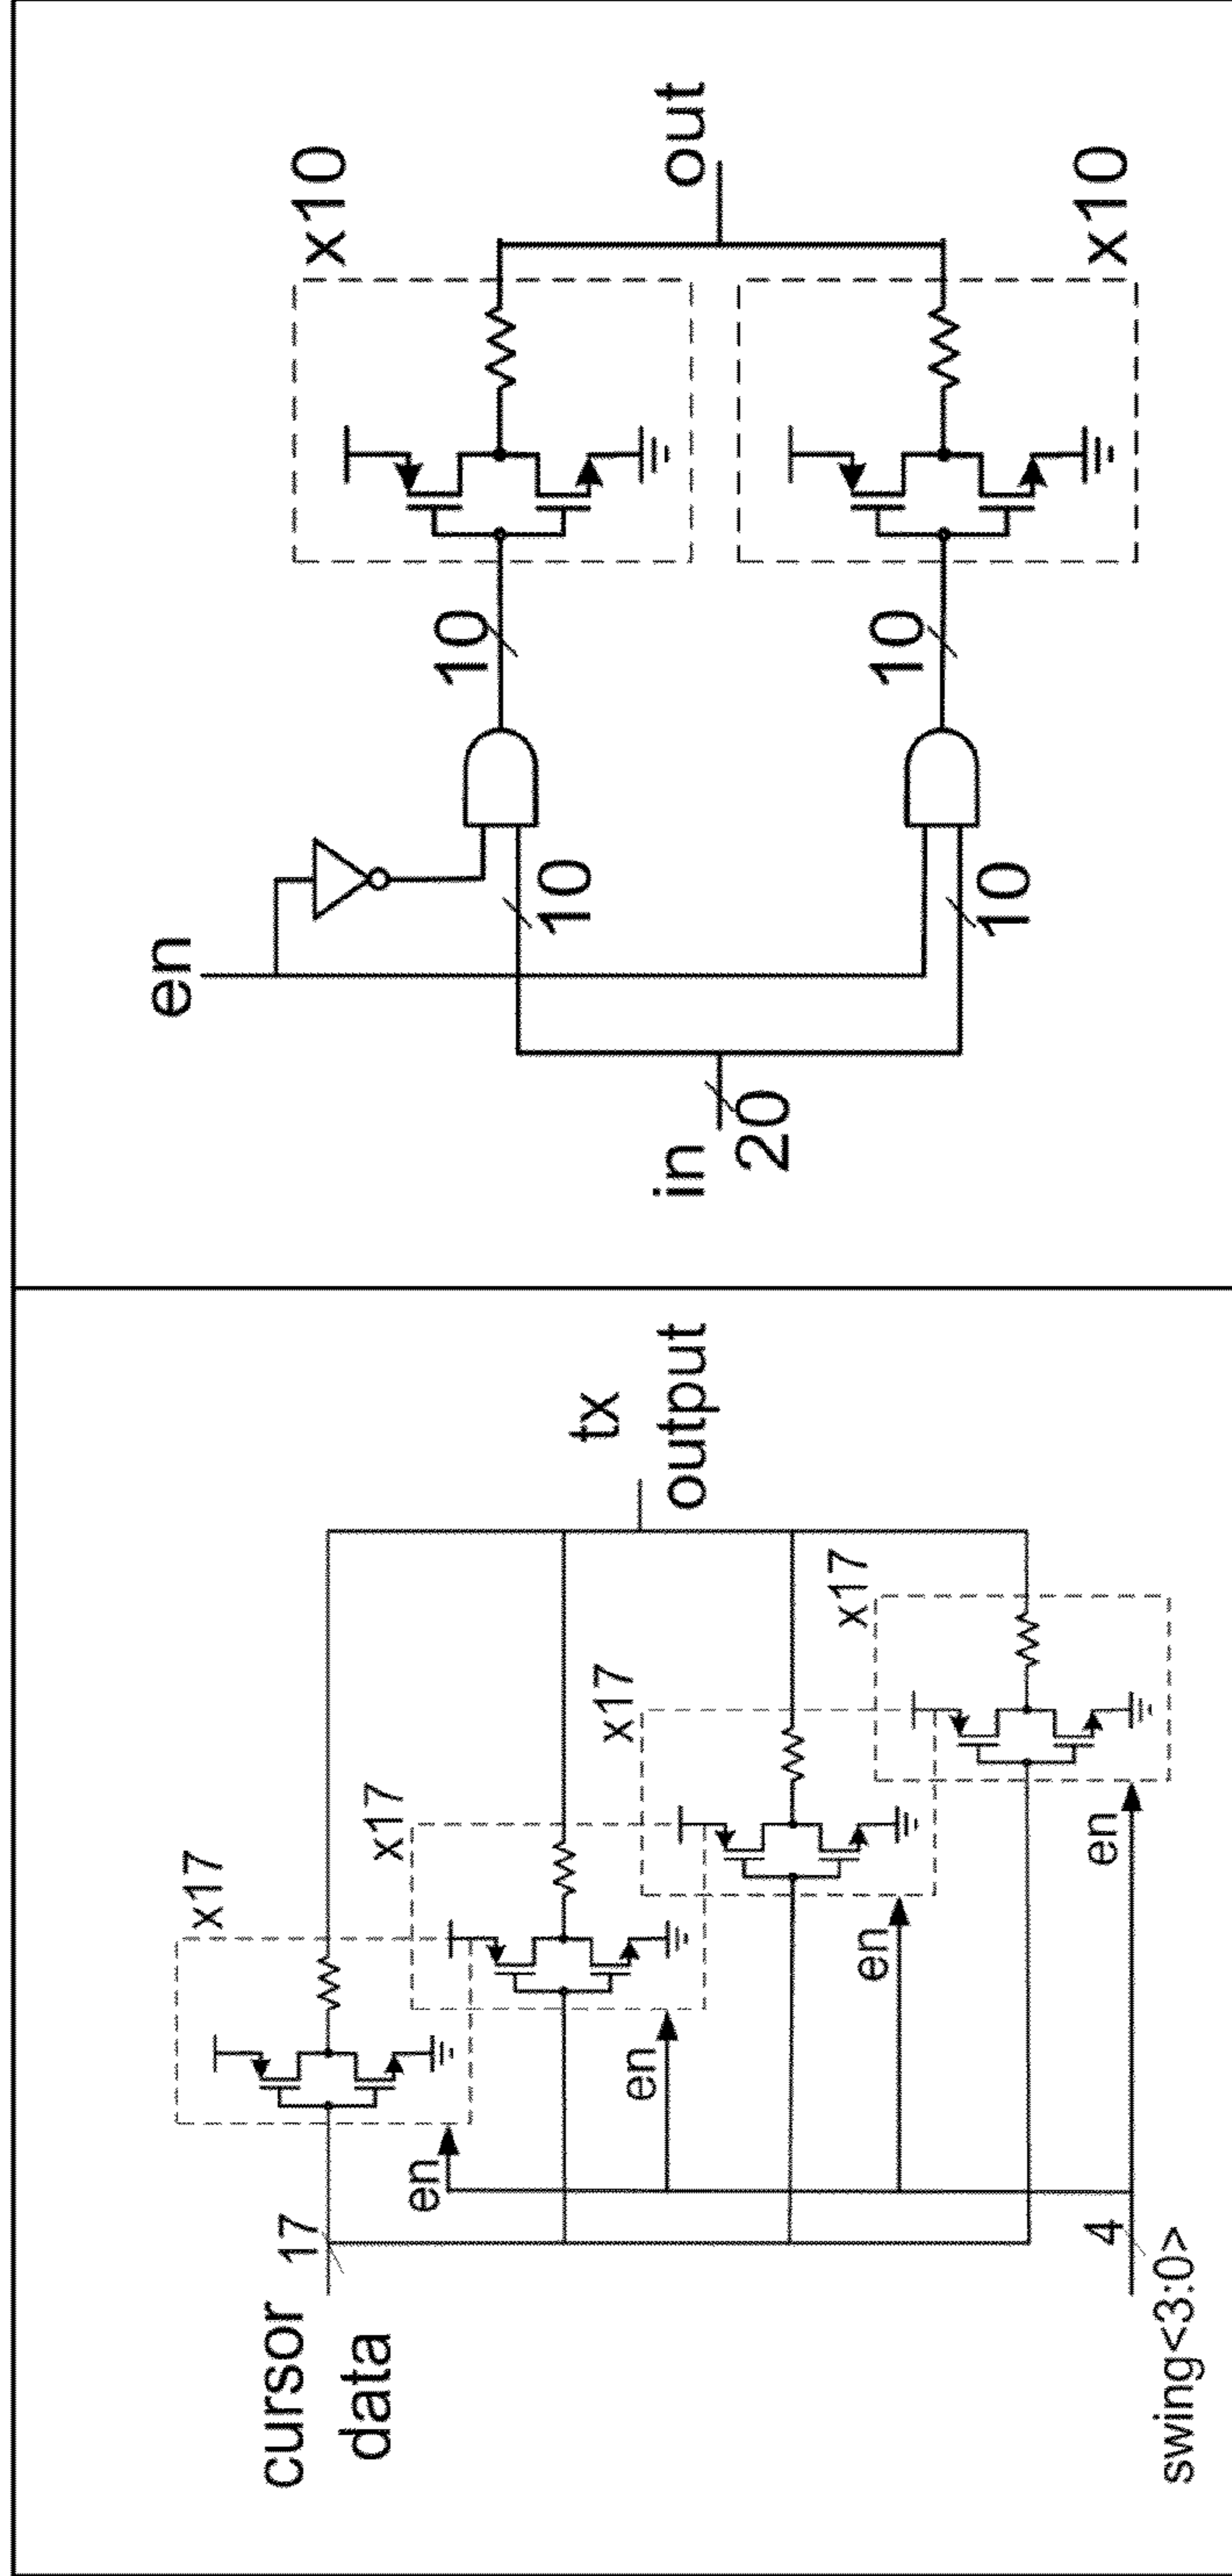 cursor
data
17
x17
x17
x17
x17
en
en
en
en
4
swing<3:0>
tx
output
en
in
20
10
10
10
10
x10
x10
out